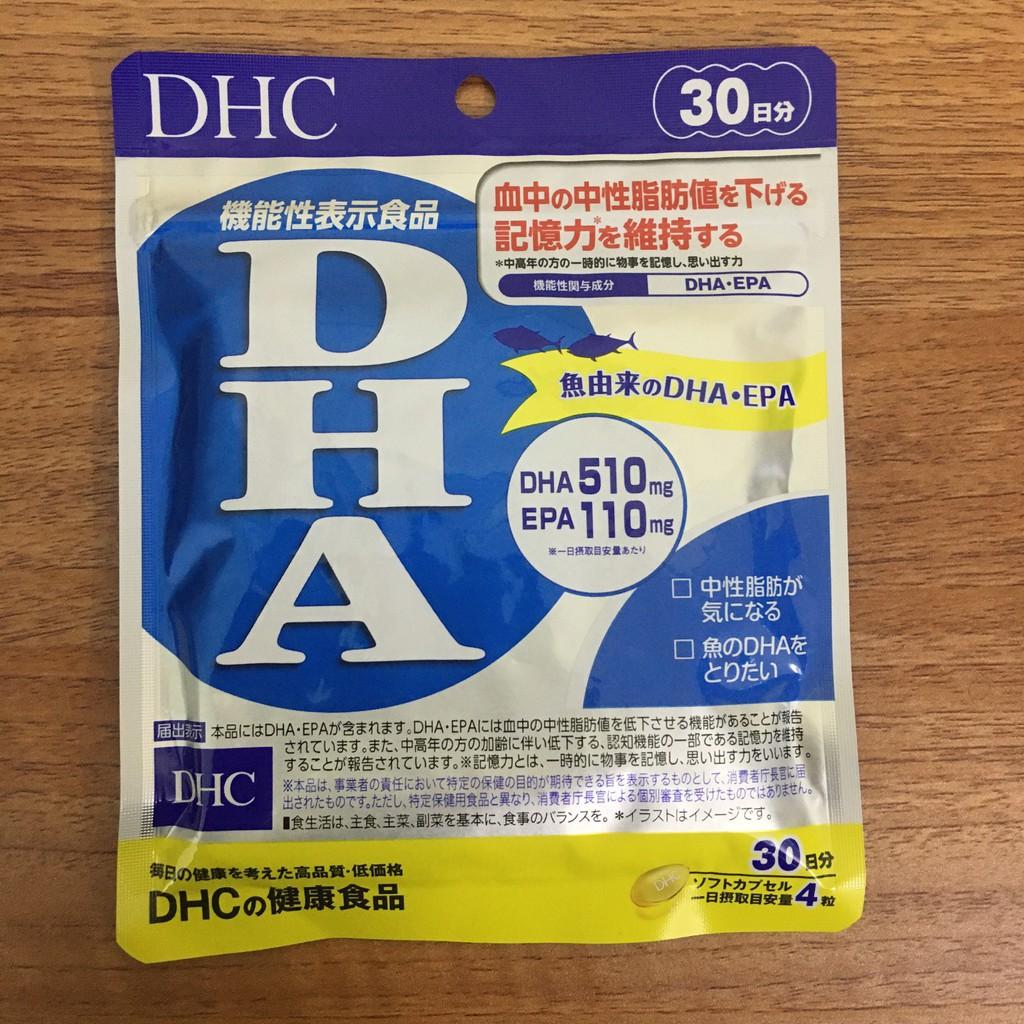 DHC
30日分
血中の中性脂肪値を下げる
記憶力*を維持する
*中高年の方の一時的に物事を記憶し、思い出す力
機能性関与成分 DHA・EPA
機能性表示食品
D
H
A
魚由来のDHA・EPA
DHA 510mg
EPA 110mg
※一日摂取目安量あたり
□ 中性脂肪が
気になる
□ 魚のDHAを
とりたい
届出表示 本品にはDHA・EPAが含まれます。DHA・EPAには血中の中性脂肪値を低下させる機能があることが報告
されています。また、中高年の方の加齢に伴い低下する、認知機能の一部である記憶力を維持
することが報告されています。※記憶力とは、一時的に物事を記憶し、思い出す力をいいます。
DHC
※本品は、事業者の責任において特定の保健の目的が期待できる旨を表示するものとして、消費者庁長官に届
出されたものです。ただし、特定保健用食品と異なり、消費者庁長官による個別審査を受けたものではありません。
■食生活は、主食、主菜、副菜を基本に、食事のバランスを。 *イラストはイメージです。
毎日の健康を考えた高品質・低価格
DHCの健康食品
DHC
30日分
ソフトカプセル
一日摂取目安量4粒